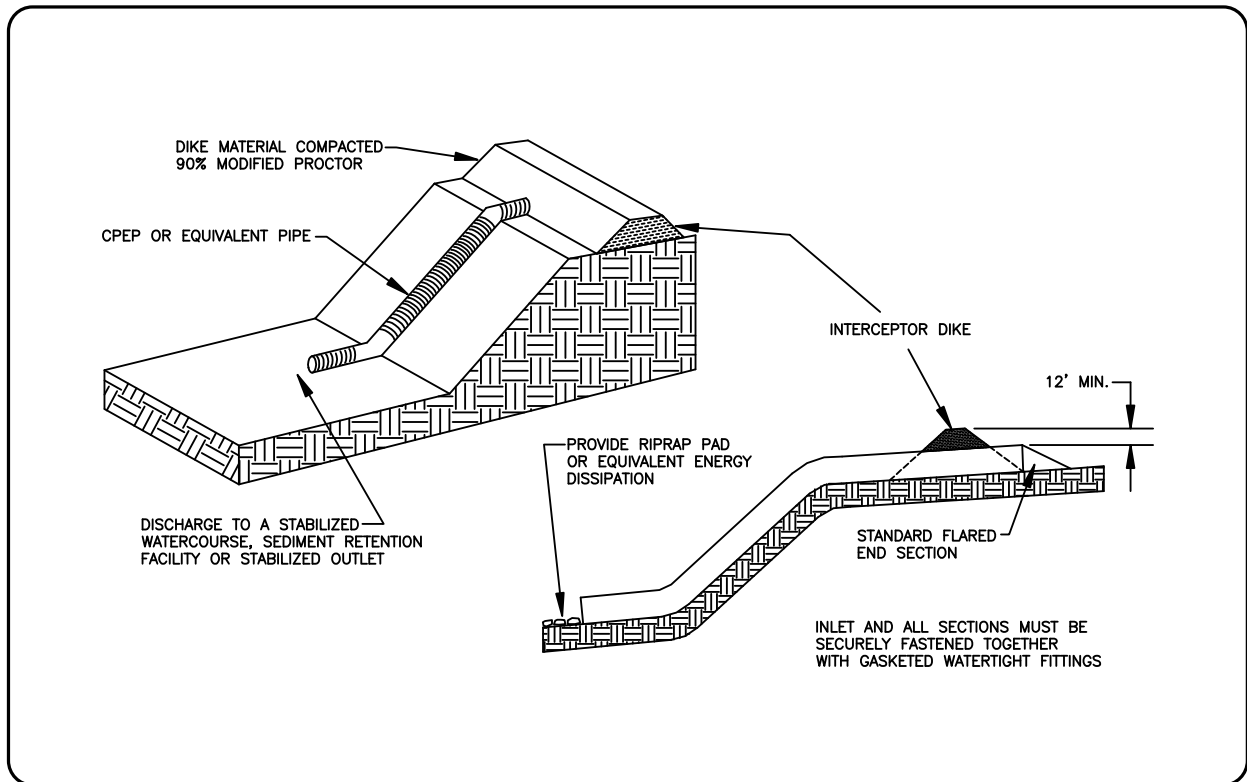 DIKE MATERIAL COMPACTED
90% MODIFIED PROCTOR
CPEP OR EQUIVALENT PIPE
INTERCEPTOR DIKE
12' MIN.
PROVIDE RIPRAP PAD
OR EQUIVALENT ENERGY
DISSIPATION
DISCHARGE TO A STABILIZED
WATERCOURSE, SEDIMENT RETENTION
FACILITY OR STABILIZED OUTLET
STANDARD FLARED
END SECTION
INLET AND ALL SECTIONS MUST BE
SECURELY FASTENED TOGETHER
WITH GASKETED WATERTIGHT FITTINGS